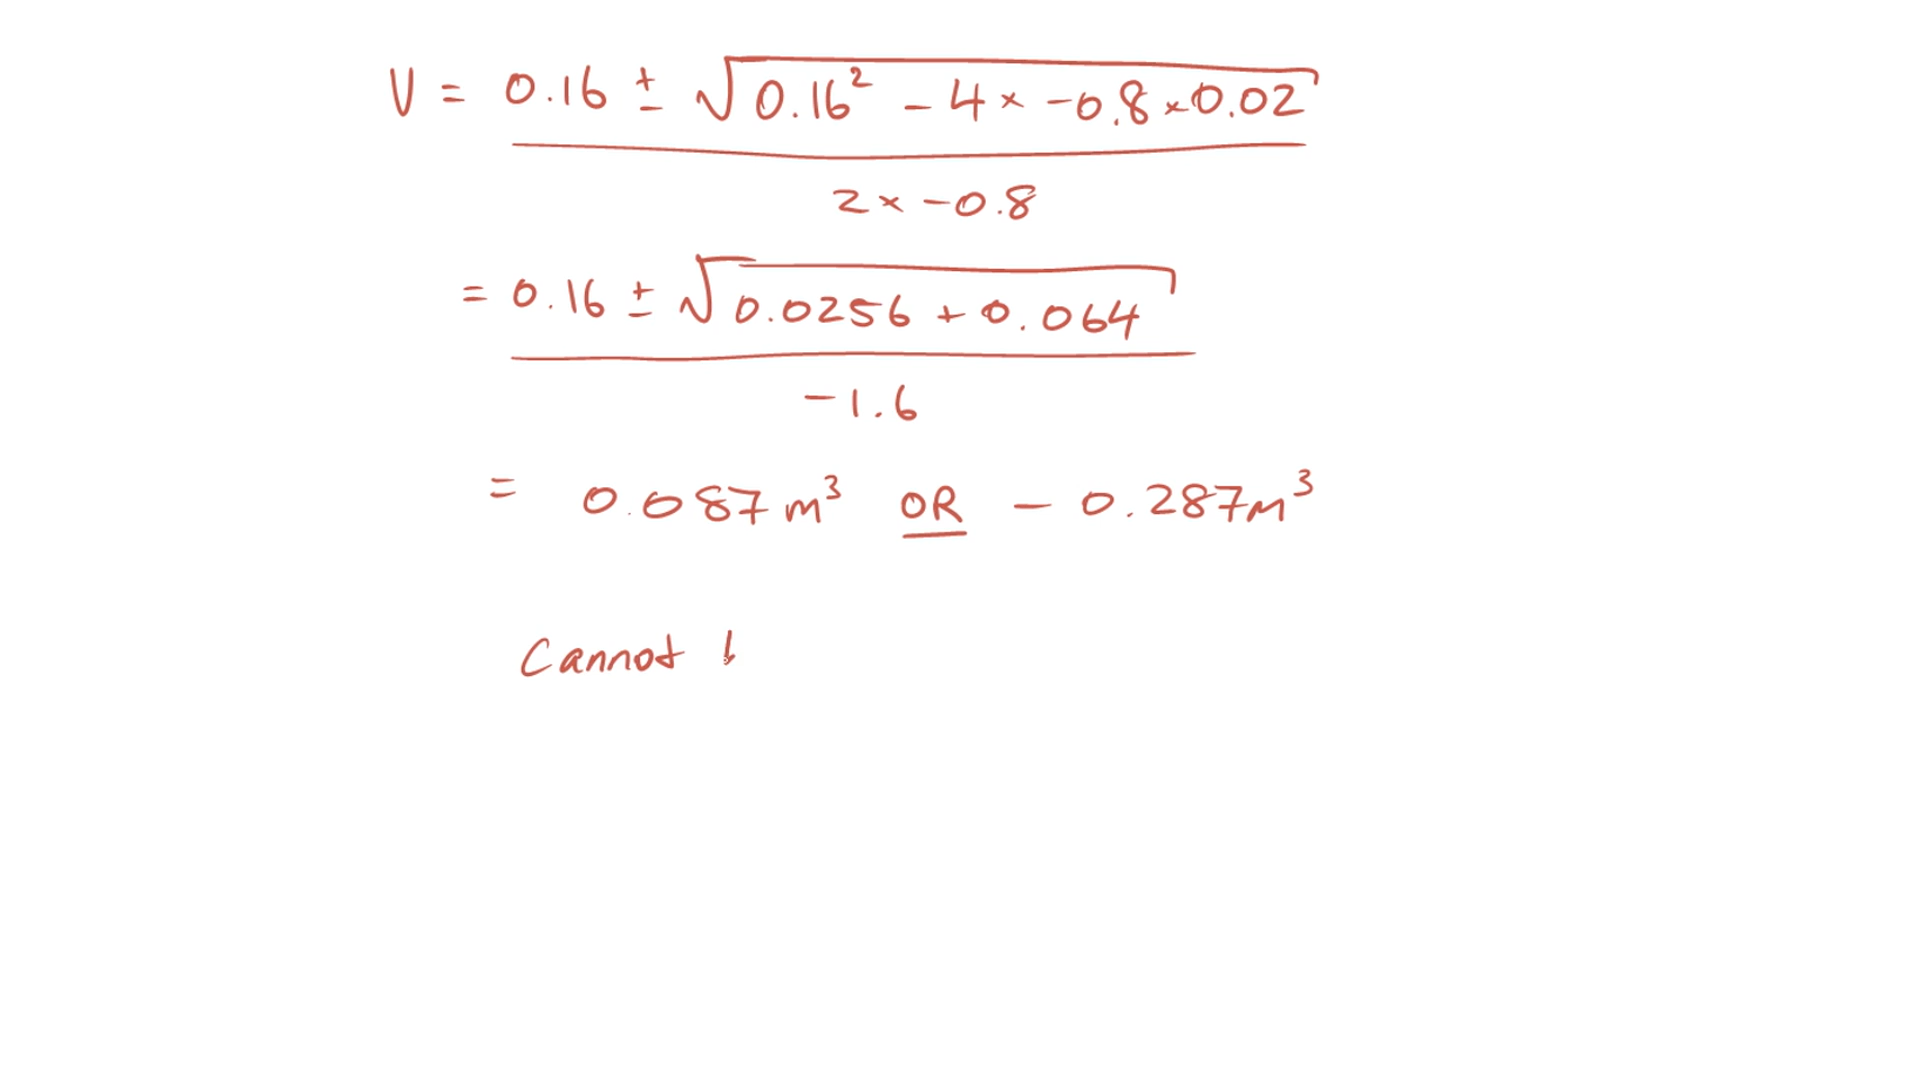 V = 0.16 ± √0.16² - 4 × -0.8 × 0.02
2 × -0.8
= 0.16 ± √0.0256 + 0.064
-1.6
= 0.087 m³ OR - 0.287 m³
Cannot